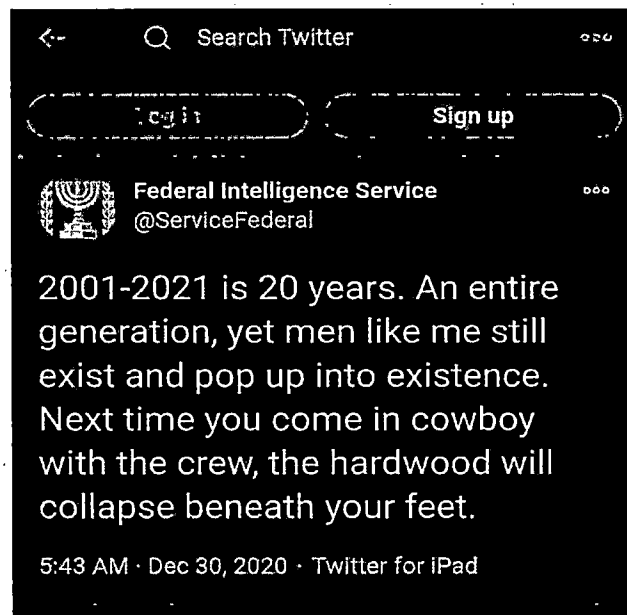 Search Twitter
Login
Sign up
Federal Intelligence Service
@ServiceFederal
2001-2021 is 20 years. An entire
generation, yet men like me still
exist and pop up into existence.
Next time you come in cowboy
with the crew, the hardwood will
collapse beneath your feet.
5:43 AM · Dec 30, 2020 · Twitter for iPad